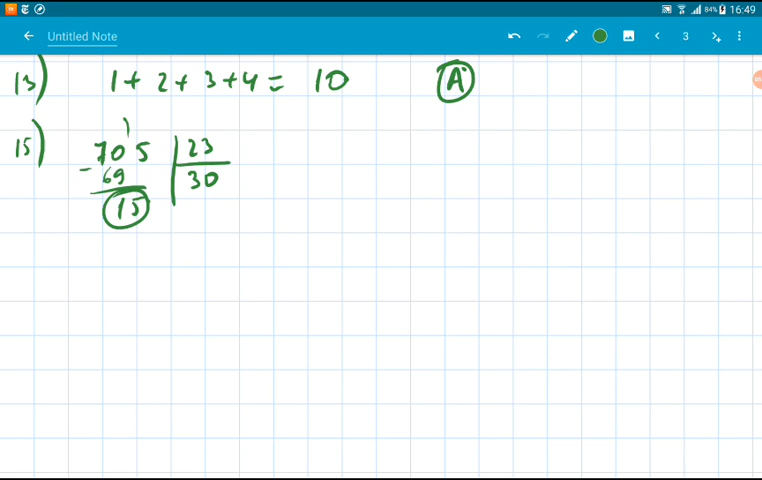 84% 16:49
Untitled Note
3
13) 1+ 2+ 3+4= 10 A
15) 705 | 23
- 69 | 30
15